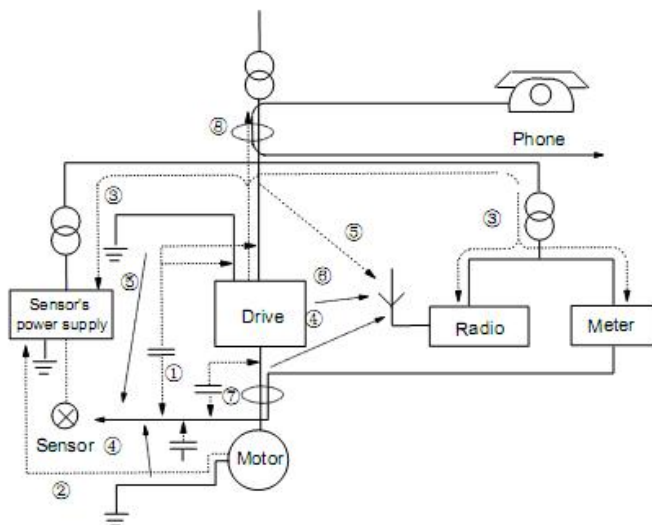 ⑧
Phone
③
③
⑤
⑤
⑥
Sensor's
power supply
Drive
④
Radio
Meter
①
⑦
Sensor
④
Motor
②